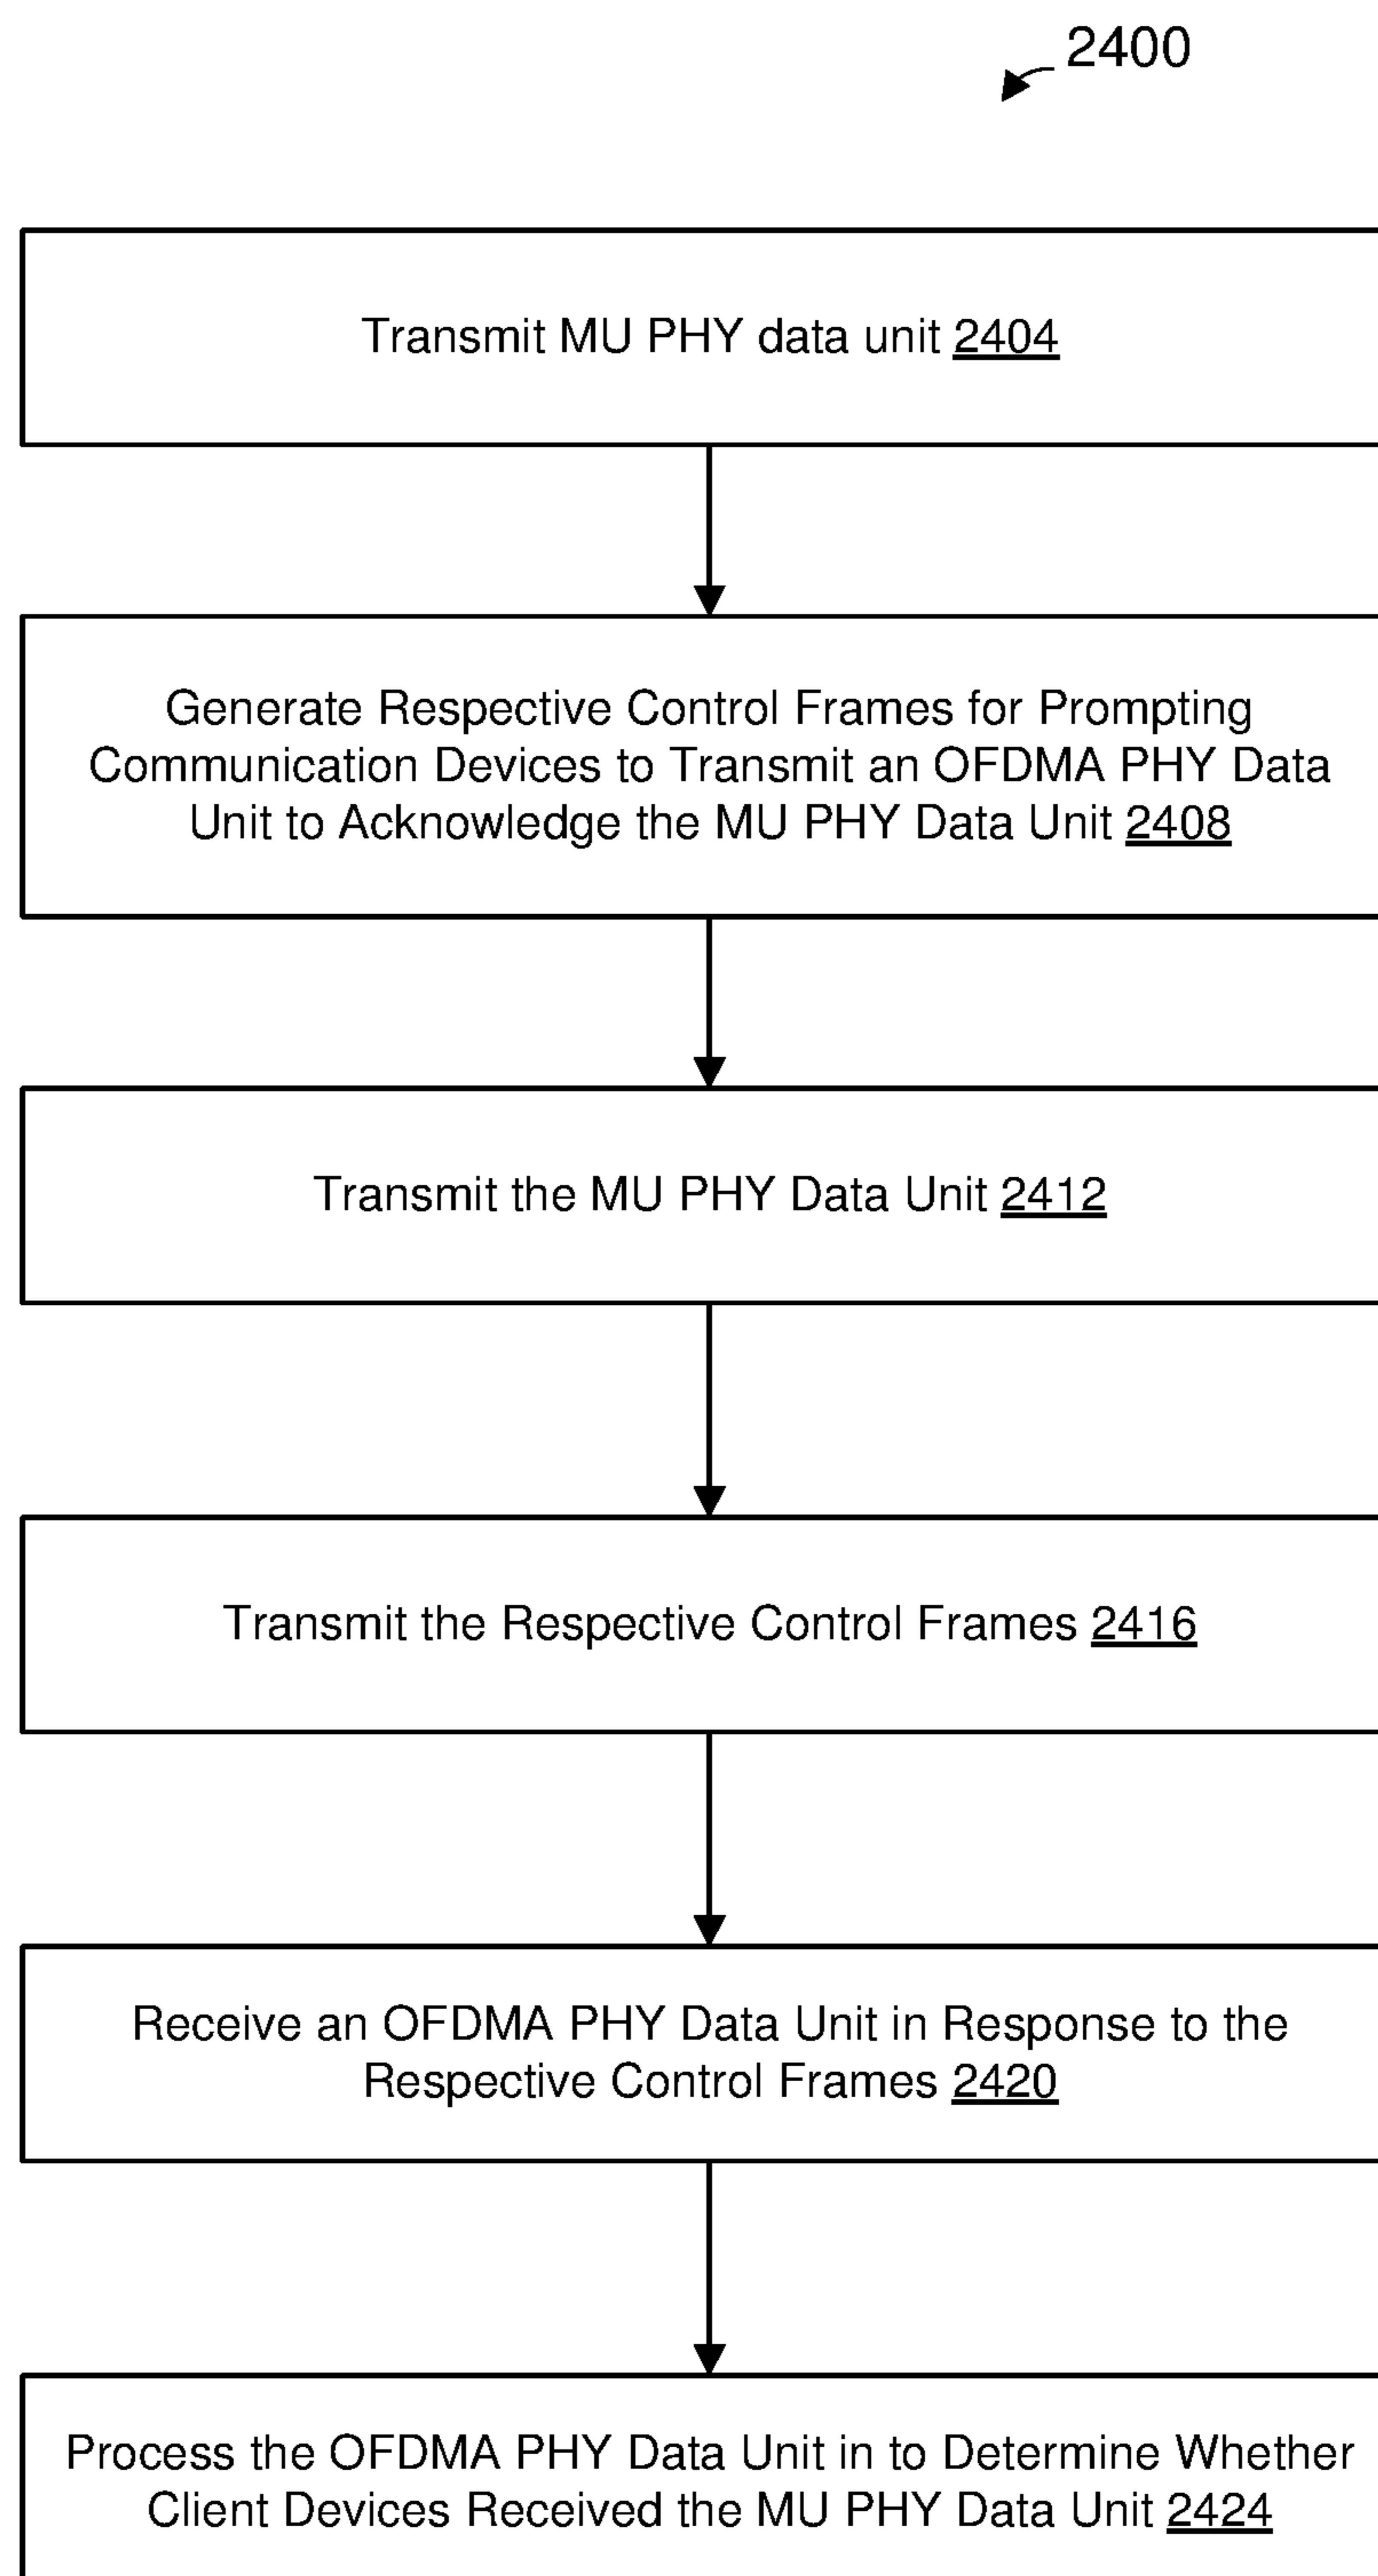 2400
Transmit MU PHY data unit 2404
Generate Respective Control Frames for Prompting
Communication Devices to Transmit an OFDMA PHY Data
Unit to Acknowledge the MU PHY Data Unit 2408
Transmit the MU PHY Data Unit 2412
Transmit the Respective Control Frames 2416
Receive an OFDMA PHY Data Unit in Response to the
Respective Control Frames 2420
Process the OFDMA PHY Data Unit in to Determine Whether
Client Devices Received the MU PHY Data Unit 2424